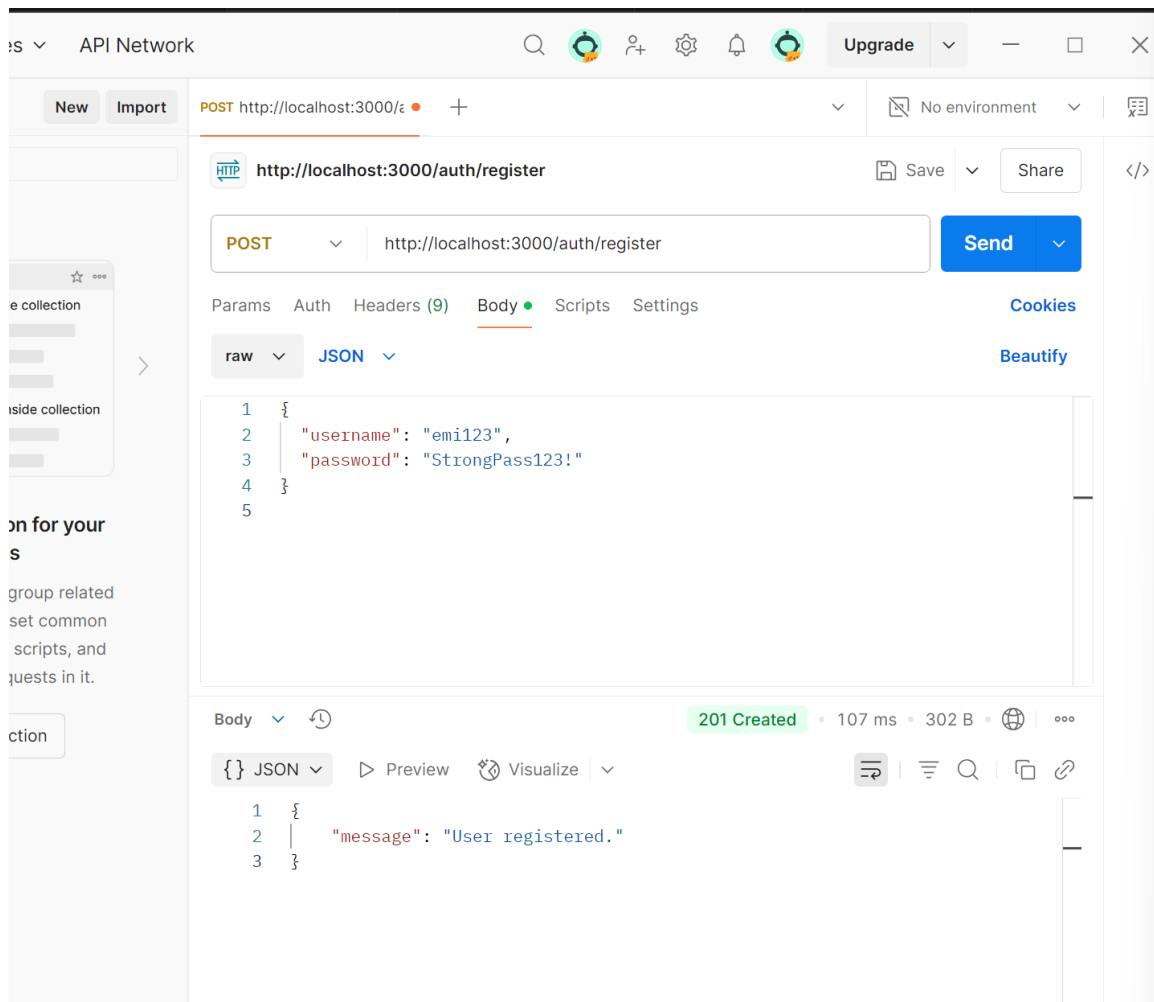 es API Network Upgrade
New Import POST http://localhost:3000/a No environment
HTTP http://localhost:3000/auth/register Save Share
POST http://localhost:3000/auth/register Send
Params Auth Headers (9) Body Scripts Settings Cookies
raw JSON Beautify
e collection
nside collection
1 {
2 "username": "emi123",
3 "password": "StrongPass123!"
4 }
5
on for your
s
group related
set common
scripts, and
quests in it.
ction
Body 201 Created 107 ms 302 B
{} JSON Preview Visualize
1 {
2 "message": "User registered."
3 }